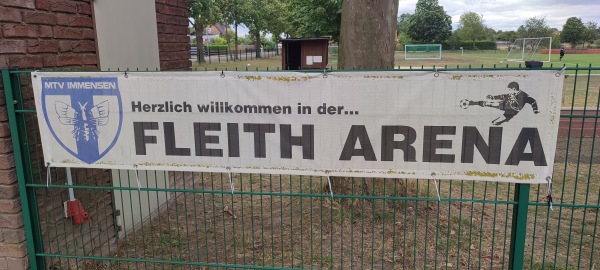 MTV IMMENSEN
Herzlich willkommen in der...
FLEITH ARENA